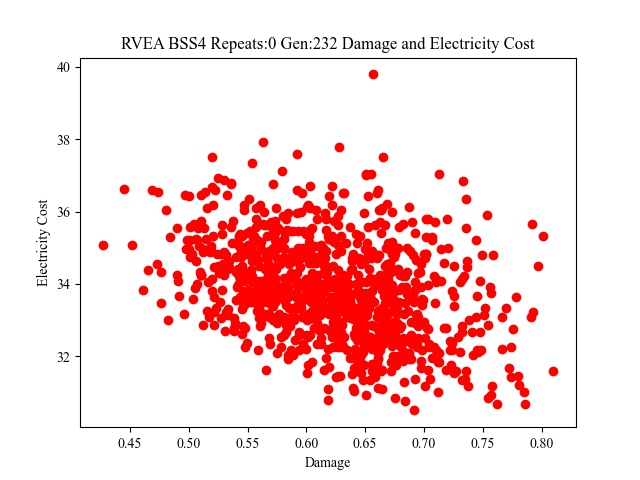 RVEA BSS4 Repeats:0 Gen:232 Damage and Electricity Cost
40
38
36
34
32
Electricity Cost
0.45 0.50 0.55 0.60 0.65 0.70 0.75 0.80
Damage